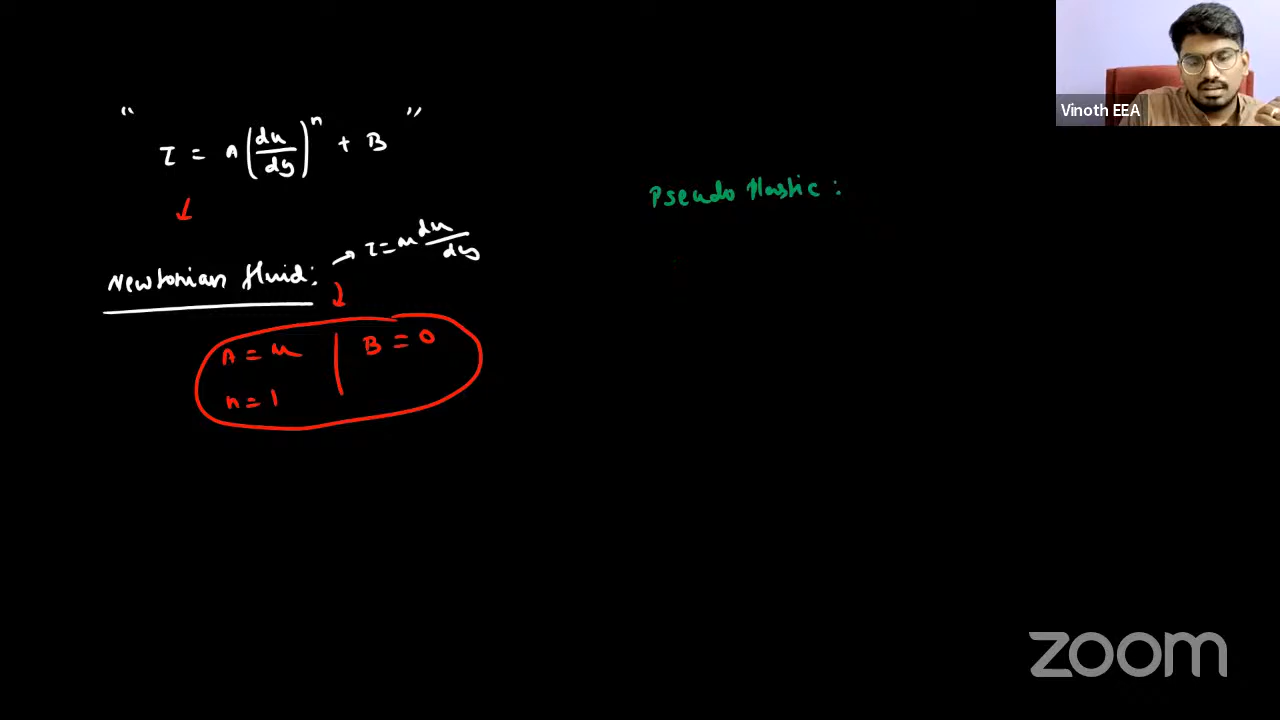 " τ = A(du/dy)^n + B "
Newtonian fluid: → τ = μ du/dy
A = μ | B = 0
n = 1
Pseudo Plastic :
Vinoth EEA
zoom